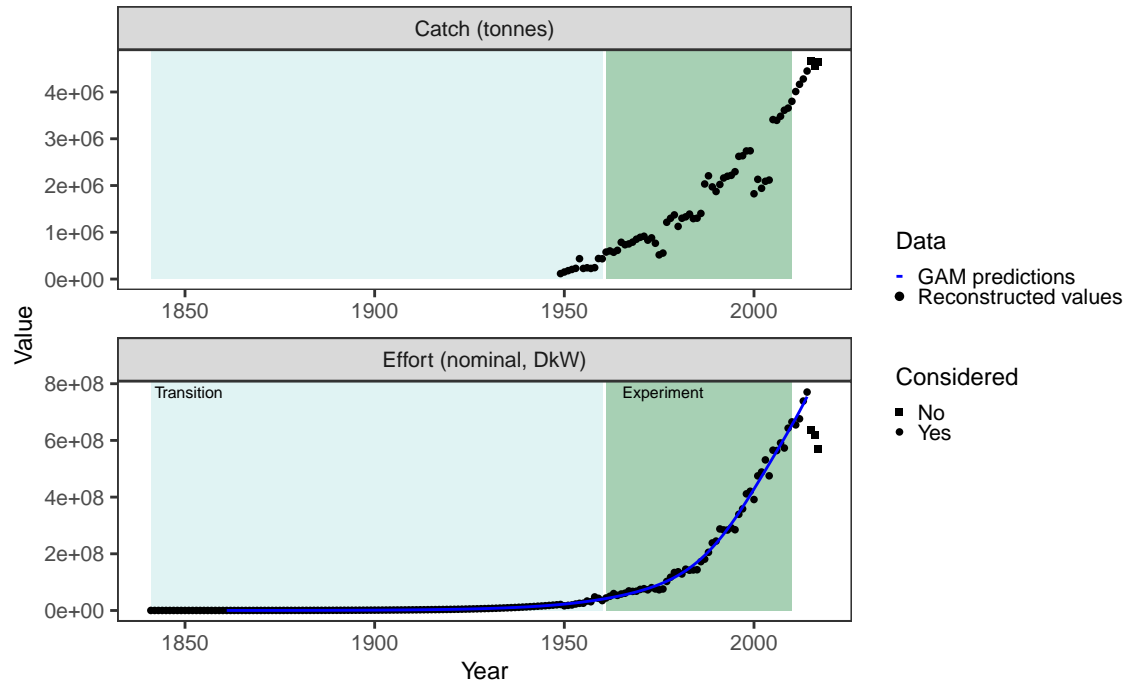 Catch (tonnes)
4e+06
3e+06
2e+06
1e+06
0e+00
1850 1900 1950 2000
Value
Effort (nominal, DkW)
Transition Experiment
8e+08
6e+08
4e+08
2e+08
0e+00
1850 1900 1950 2000
Year
Data
GAM predictions
Reconstructed values
Considered
No
Yes